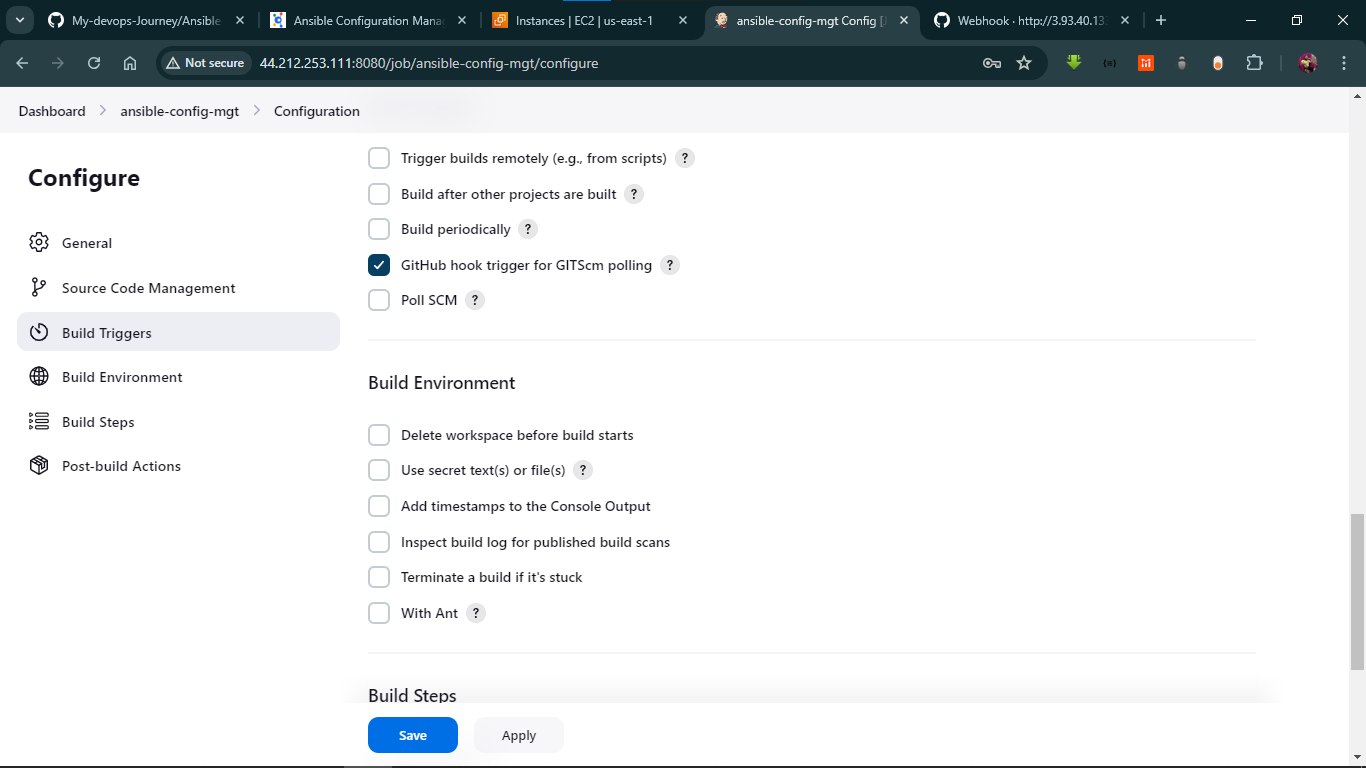 My-devops-Journey/Ansible
Ansible Configuration Mana
Instances | EC2 | us-east-1
ansible-config-mgt Config [J
Webhook · http://3.93.40.13
Not secure
44.212.253.111:8080/job/ansible-config-mgt/configure
Dashboard > ansible-config-mgt > Configuration
Configure
General
Source Code Management
Build Triggers
Build Environment
Build Steps
Post-build Actions
Trigger builds remotely (e.g., from scripts) ?
Build after other projects are built ?
Build periodically ?
GitHub hook trigger for GITScm polling ?
Poll SCM ?
Build Environment
Delete workspace before build starts
Use secret text(s) or file(s) ?
Add timestamps to the Console Output
Inspect build log for published build scans
Terminate a build if it's stuck
With Ant ?
Build Steps
Save
Apply